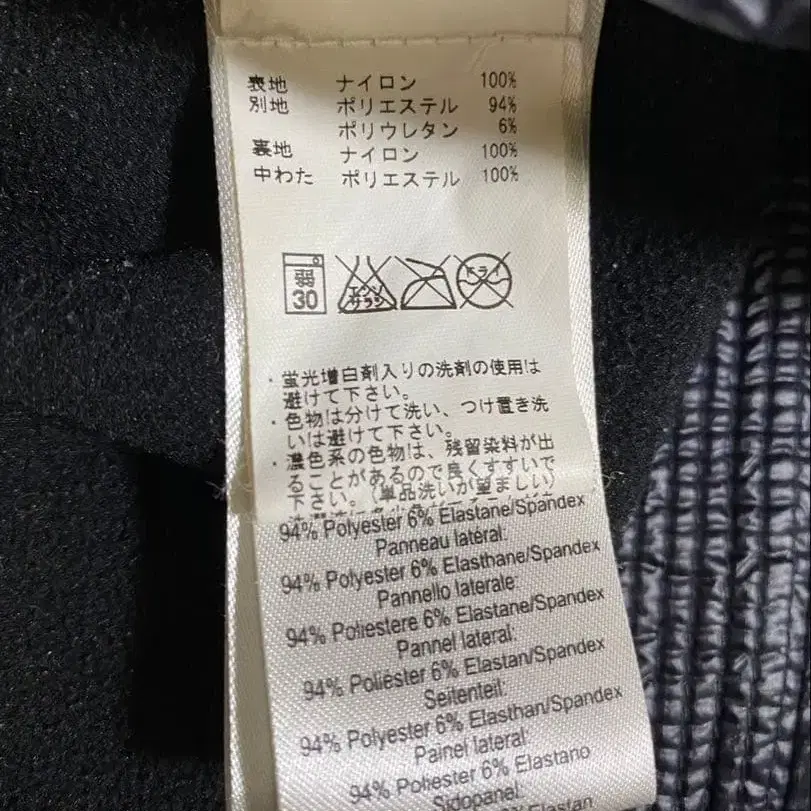 表地 ナイロン 100%
別地 ポリエステル 94%
ポリウレタン 6%
裏地 ナイロン 100%
中わた ポリエステル 100%
弱
30
エンソ
サラシ
ドライ
・蛍光増白剤入りの洗剤の使用は
避けて下さい。
・色物は分けて洗い、つけ置き洗
いは避けて下さい。
・濃色系の色物は、残留染料が出
ることがあるので良くすすいで
下さい。（単品洗いが望ましい）
94% Polyester 6% Elastane/Spandex
Panneau latéral:
94% Polyester 6% Elasthane/Spandex
Pannello laterale:
94% Poliestere 6% Elastane/Spandex
Pannel lateral:
94% Poliéster 6% Elastan/Spandex
Seitenteil:
94% Polyester 6% Elasthan/Spandex
Painel lateral:
94% Poliester 6% Elastano
Sidopanel: